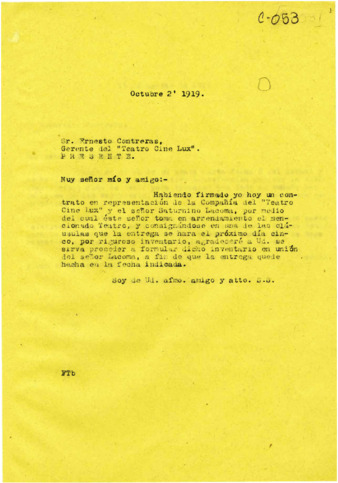 C-053
Octubre 2' 1919.
Sr. Ernesto Contreras,
Gerente del "Teatro Cine Lux".
P R E S E N T E.
Muy señor mío y amigo:-
Habiendo firmado yo hoy un con-
trato en representación de la Compañía del "Teatro
Cine Lux" y el señor Saturnino Lacoma, por medio
del cual éste señor toma en arrendamiento el men-
cionado Teatro, y consignándose en una de las cláu-
sulas que la entrega se hará el próximo día cin-
co, por riguroso inventario, agradeceré a Ud. se
sirva proceder a formular dicho inventario en unión
del señor Lacoma, a fin de que la entrega quede
hecha en la fecha indicada.
Soy de Ud. afmo. amigo y atto. S.S.
FTb